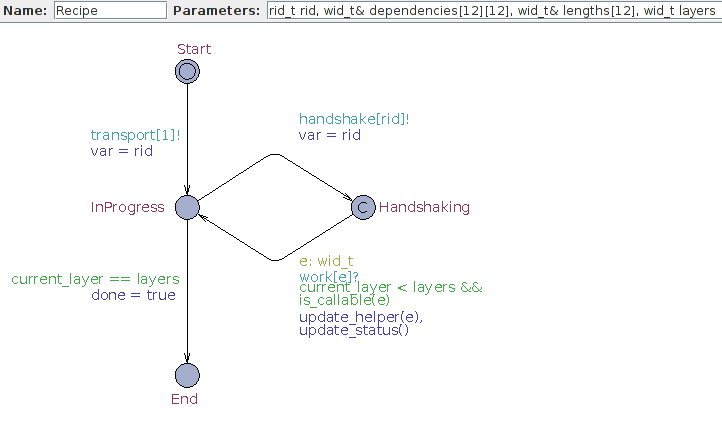 Name: Recipe Parameters: rid_t rid, wid_t& dependencies[12][12], wid_t& lengths[12], wid_t layers
Start
transport[1]!
var = rid
handshake[rid]!
var = rid
InProgress
C
Handshaking
e: wid_t
work[e]?
current_layer < layers &&
is_callable(e)
update_helper(e),
update_status()
current_layer == layers
done = true
End